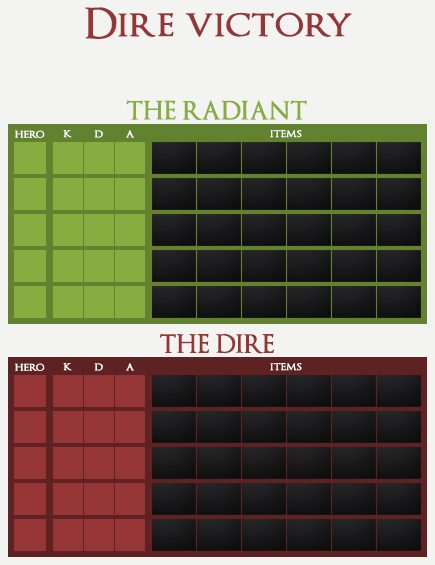 DIRE VICTORY
THE RADIANT
HERO K D A ITEMS
THE DIRE
HERO K D A ITEMS